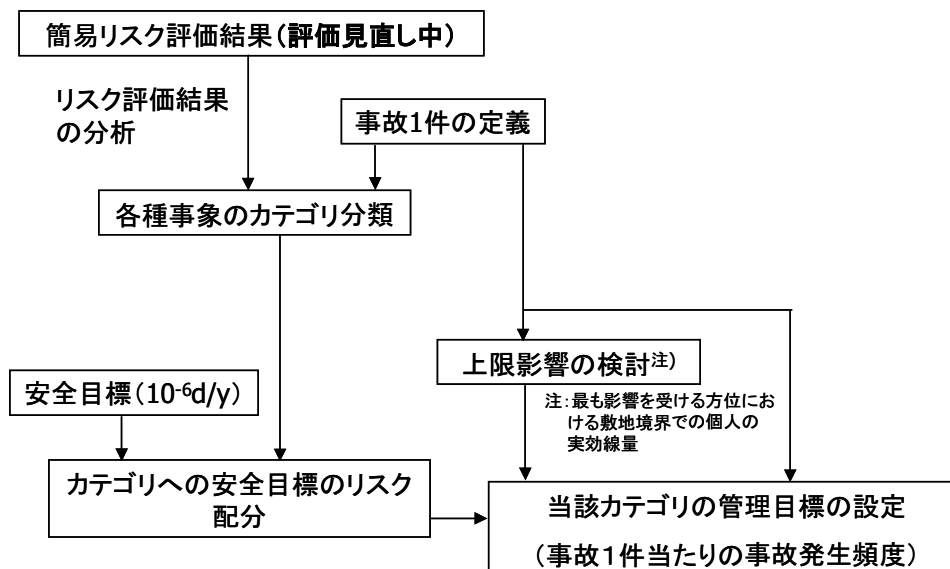 簡易リスク評価結果(評価見直し中)
リスク評価結果
の分析
事故1件の定義
各種事象のカテゴリ分類
上限影響の検討注)
安全目標(10-6d/y)
注:最も影響を受ける方位にお
ける敷地境界での個人の
実効線量
カテゴリへの安全目標のリスク
配分
当該カテゴリの管理目標の設定
(事故1件当たりの事故発生頻度)